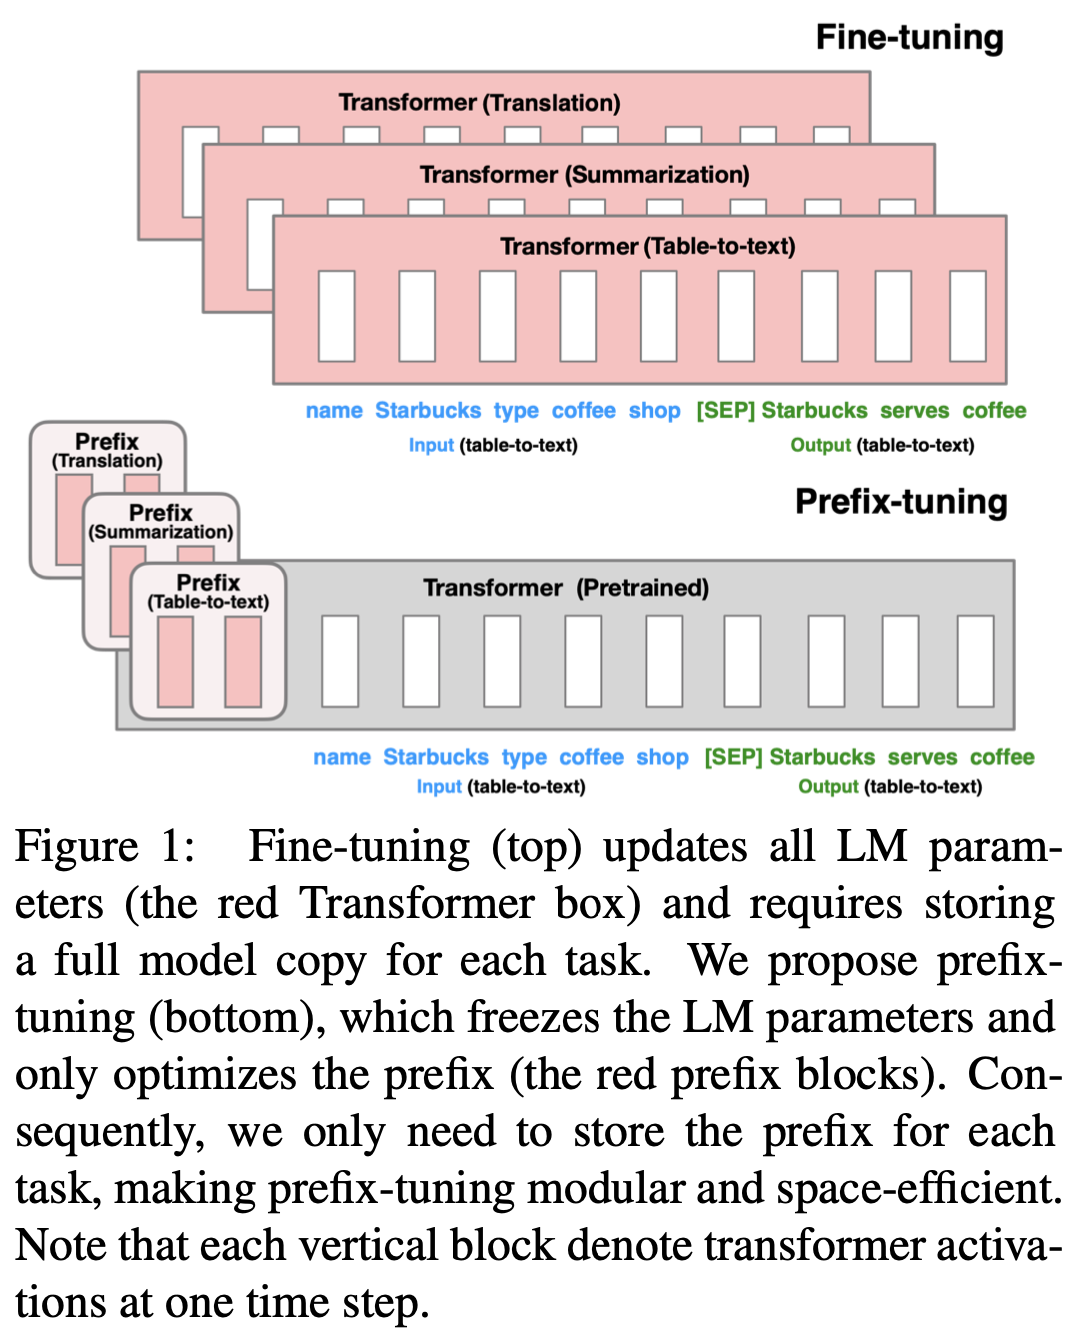 Fine-tuning
Transformer (Translation)
Transformer (Summarization)
Transformer (Table-to-text)
name Starbucks type coffee shop [SEP] Starbucks serves coffee
Input (table-to-text) Output (table-to-text)
Prefix
(Translation)
Prefix-tuning
Prefix
(Summarization)
Prefix
(Table-to-text)
Transformer (Pretrained)
name Starbucks type coffee shop [SEP] Starbucks serves coffee
Input (table-to-text) Output (table-to-text)
Figure 1: Fine-tuning (top) updates all LM param-
eters (the red Transformer box) and requires storing
a full model copy for each task. We propose prefix-
tuning (bottom), which freezes the LM parameters and
only optimizes the prefix (the red prefix blocks). Con-
sequently, we only need to store the prefix for each
task, making prefix-tuning modular and space-efficient.
Note that each vertical block denote transformer activa-
tions at one time step.